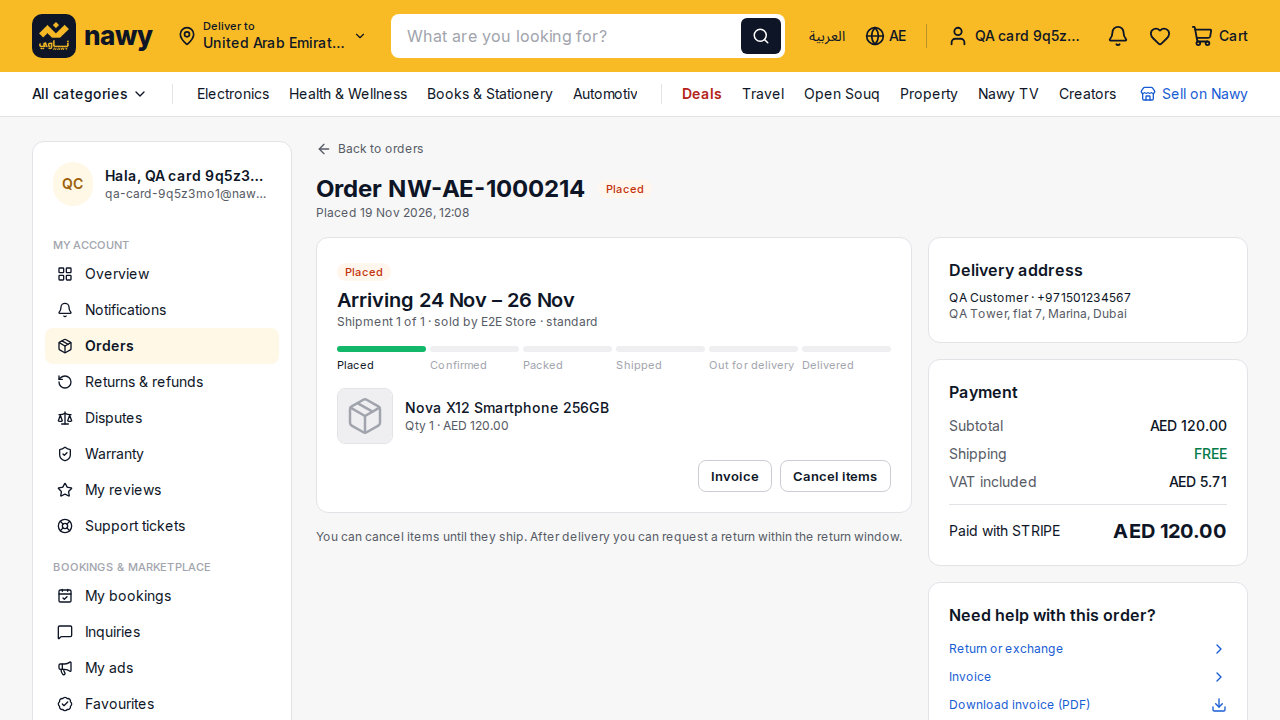 ناوي
nawy
Deliver to
United Arab Emirat...
What are you looking for?
العربية
AE
QA card 9q5z...
Cart
All categories
Electronics
Health & Wellness
Books & Stationery
Automotiv
Deals
Travel
Open Souq
Property
Nawy TV
Creators
Sell on Nawy
QC
Hala, QA card 9q5z3...
qa-card-9q5z3mo1@naw...
MY ACCOUNT
Overview
Notifications
Orders
Returns & refunds
Disputes
Warranty
My reviews
Support tickets
BOOKINGS & MARKETPLACE
My bookings
Inquiries
My ads
Favourites
Back to orders
Order NW-AE-1000214
Placed
Placed 19 Nov 2026, 12:08
Placed
Arriving 24 Nov – 26 Nov
Shipment 1 of 1 · sold by E2E Store · standard
Placed
Confirmed
Packed
Shipped
Out for delivery
Delivered
Nova X12 Smartphone 256GB
Qty 1 · AED 120.00
Invoice
Cancel items
You can cancel items until they ship. After delivery you can request a return within the return window.
Delivery address
QA Customer · +971501234567
QA Tower, flat 7, Marina, Dubai
Payment
Subtotal AED 120.00
Shipping FREE
VAT included AED 5.71
Paid with STRIPE AED 120.00
Need help with this order?
Return or exchange
Invoice
Download invoice (PDF)